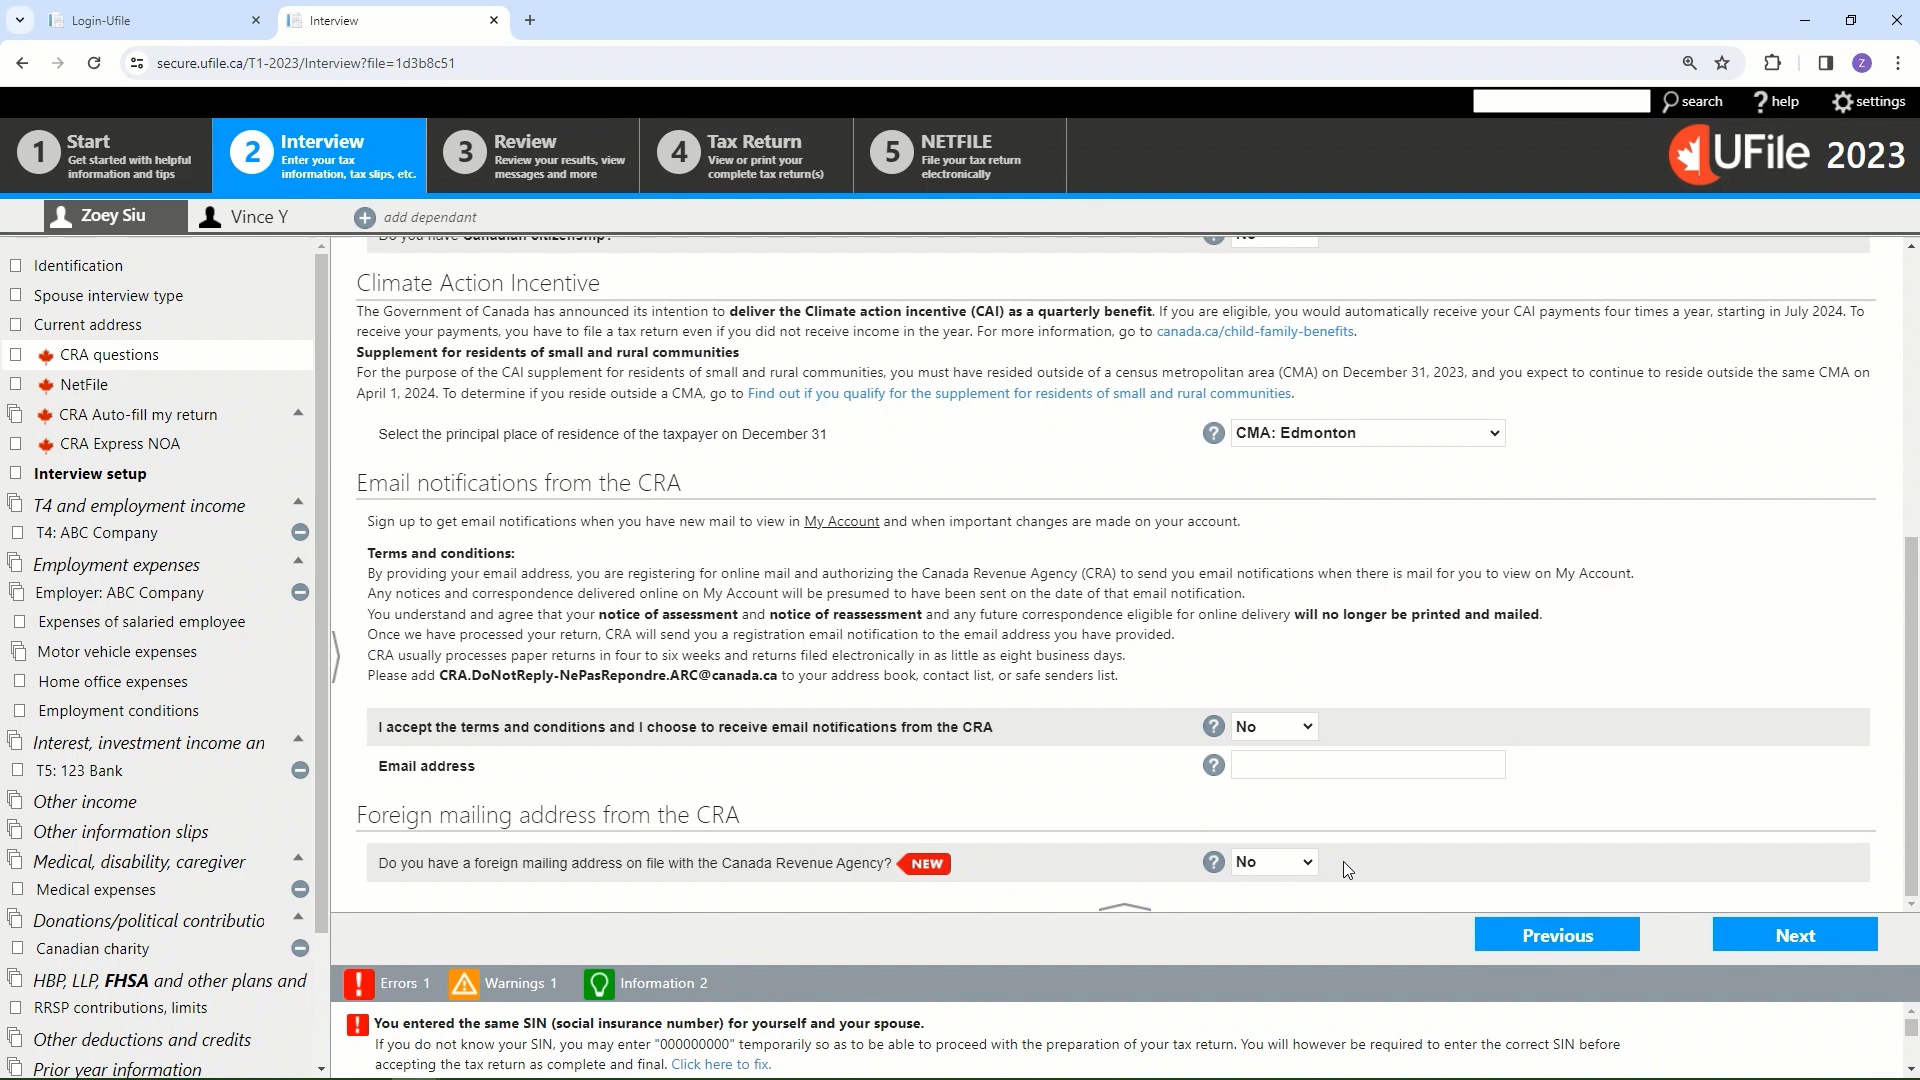 Login-Ufile
Interview
secure.ufile.ca/T1-2023/Interview?file=1d3b8c51
Z
search
help
settings
1 Start
Get started with helpful
information and tips
2 Interview
Enter your tax
information, tax slips, etc.
3 Review
Review your results, view
messages and more
4 Tax Return
View or print your
complete tax return(s)
5 NETFILE
File your tax return
electronically
UFile 2023
Zoey Siu
Vince Y
add dependant
Identification
Spouse interview type
Current address
CRA questions
NetFile
CRA Auto-fill my return
CRA Express NOA
Interview setup
T4 and employment income
T4: ABC Company
Employment expenses
Employer: ABC Company
Expenses of salaried employee
Motor vehicle expenses
Home office expenses
Employment conditions
Interest, investment income an
T5: 123 Bank
Other income
Other information slips
Medical, disability, caregiver
Medical expenses
Donations/political contributio
Canadian charity
HBP, LLP, FHSA and other plans and
RRSP contributions, limits
Other deductions and credits
Prior year information
Do you have Canadian citizenship? No
Climate Action Incentive
The Government of Canada has announced its intention to deliver the Climate action incentive (CAI) as a quarterly benefit. If you are eligible, you would automatically receive your CAI payments four times a year, starting in July 2024. To
receive your payments, you have to file a tax return even if you did not receive income in the year. For more information, go to canada.ca/child-family-benefits.
Supplement for residents of small and rural communities
For the purpose of the CAI supplement for residents of small and rural communities, you must have resided outside of a census metropolitan area (CMA) on December 31, 2023, and you expect to continue to reside outside the same CMA on
April 1, 2024. To determine if you reside outside a CMA, go to Find out if you qualify for the supplement for residents of small and rural communities.
Select the principal place of residence of the taxpayer on December 31 ? CMA: Edmonton
Email notifications from the CRA
Sign up to get email notifications when you have new mail to view in My Account and when important changes are made on your account.
Terms and conditions:
By providing your email address, you are registering for online mail and authorizing the Canada Revenue Agency (CRA) to send you email notifications when there is mail for you to view on My Account.
Any notices and correspondence delivered online on My Account will be presumed to have been sent on the date of that email notification.
You understand and agree that your notice of assessment and notice of reassessment and any future correspondence eligible for online delivery will no longer be printed and mailed.
Once we have processed your return, CRA will send you a registration email notification to the email address you have provided.
CRA usually processes paper returns in four to six weeks and returns filed electronically in as little as eight business days.
Please add CRA.DoNotReply-NePasRepondre.ARC@canada.ca to your address book, contact list, or safe senders list.
I accept the terms and conditions and I choose to receive email notifications from the CRA ? No
Email address ?
Foreign mailing address from the CRA
Do you have a foreign mailing address on file with the Canada Revenue Agency? NEW ? No
Previous
Next
Errors 1 Warnings 1 Information 2
You entered the same SIN (social insurance number) for yourself and your spouse.
If you do not know your SIN, you may enter "000000000" temporarily so as to be able to proceed with the preparation of your tax return. You will however be required to enter the correct SIN before
accepting the tax return as complete and final. Click here to fix.